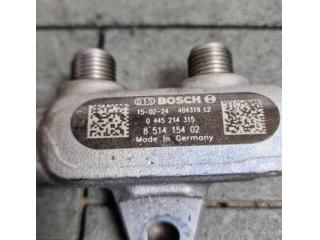 BOSCH
15-02-24 484319 L2
0 445 214 315
8 514 154 02
Made in Germany